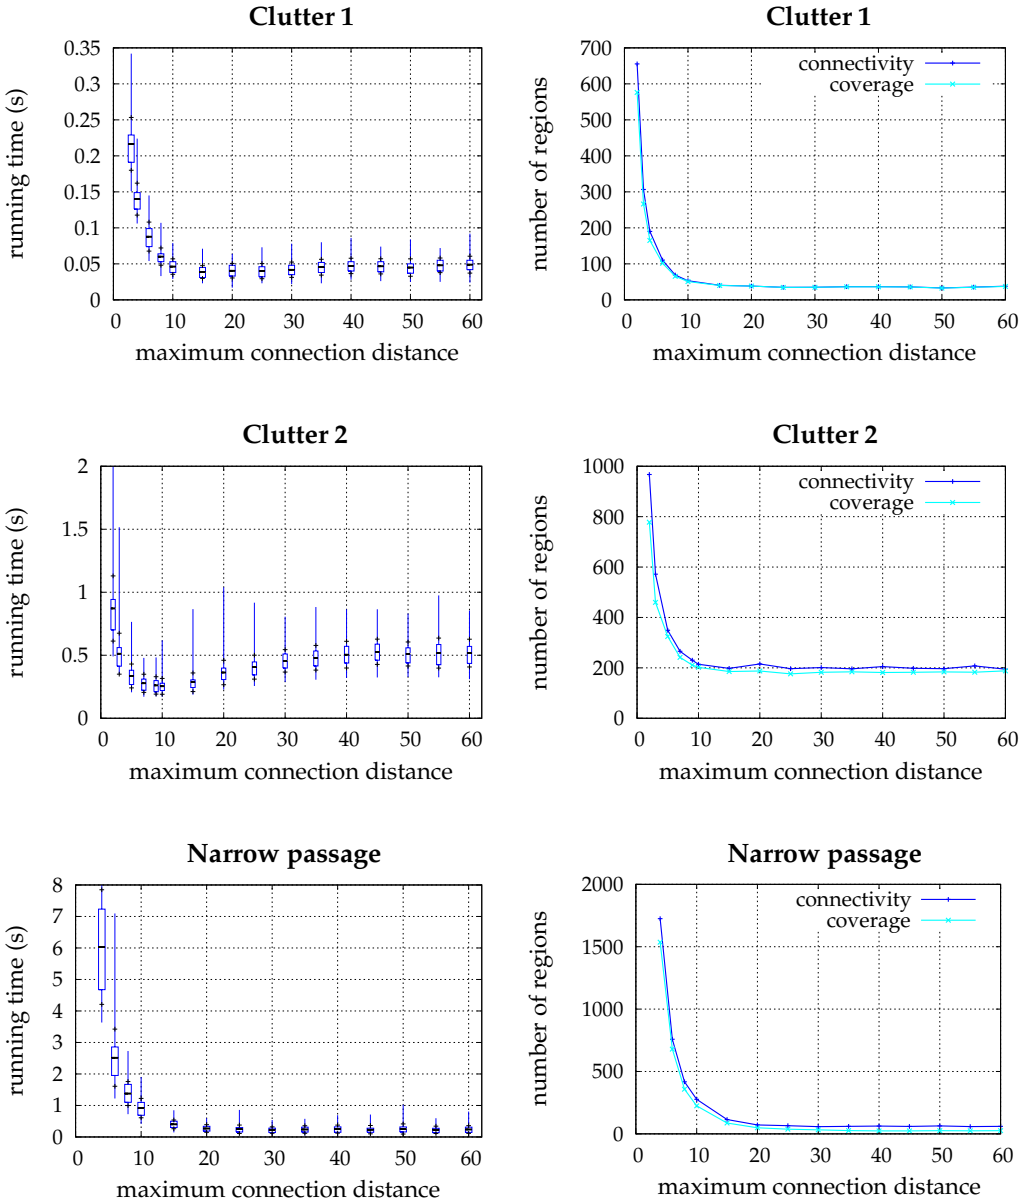 Clutter 1
running time (s)
0.35
0.3
0.25
0.2
0.15
0.1
0.05
0
0 10 20 30 40 50 60
maximum connection distance
Clutter 1
number of regions
700
600
500
400
300
200
100
0
connectivity
coverage
0 10 20 30 40 50 60
maximum connection distance
Clutter 2
running time (s)
2
1.5
1
0.5
0
0 10 20 30 40 50 60
maximum connection distance
Clutter 2
number of regions
1000
800
600
400
200
0
connectivity
coverage
0 10 20 30 40 50 60
maximum connection distance
Narrow passage
running time (s)
8
7
6
5
4
3
2
1
0
0 10 20 30 40 50 60
maximum connection distance
Narrow passage
number of regions
2000
1500
1000
500
0
connectivity
coverage
0 10 20 30 40 50 60
maximum connection distance